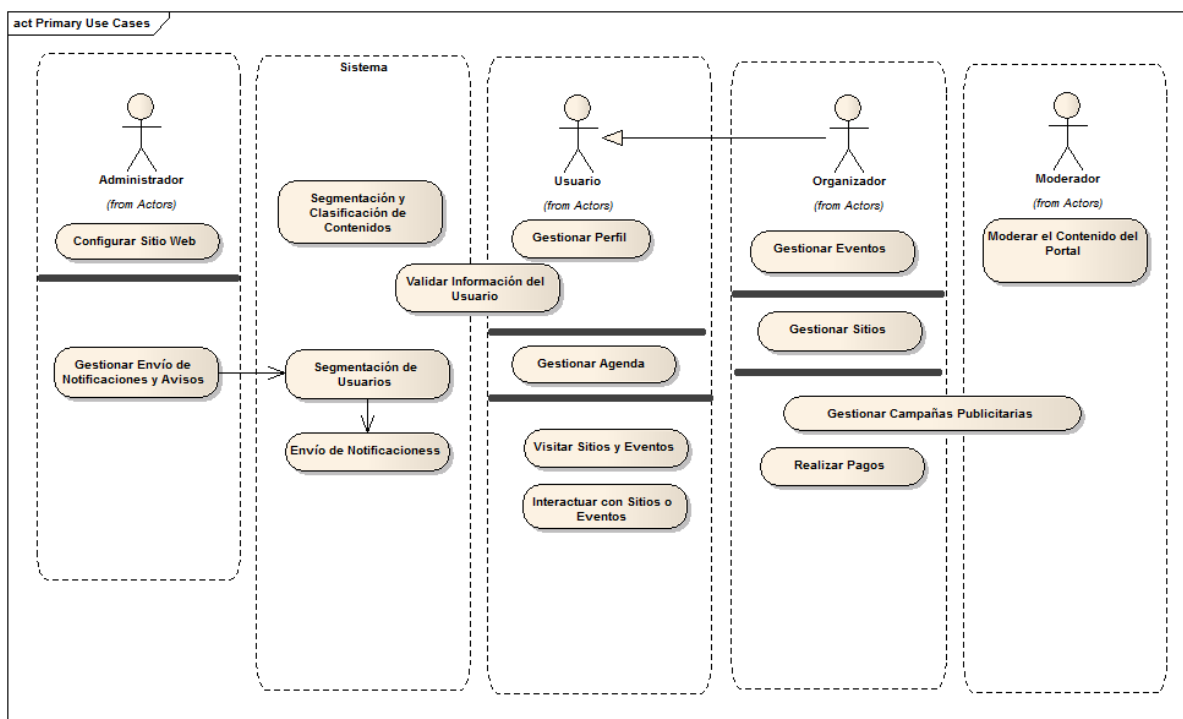 act Primary Use Cases
Administrador
(from Actors)
Configurar Sitio Web
Gestionar Envío de
Notificaciones y Avisos
Sistema
Segmentación y
Clasificación de
Contenidos
Validar Información del
Usuario
Segmentación de
Usuarios
Envío de Notificacioness
Usuario
(from Actors)
Gestionar Perfil
Gestionar Agenda
Visitar Sitios y Eventos
Interactuar con Sitios o
Eventos
Organizador
(from Actors)
Gestionar Eventos
Gestionar Sitios
Gestionar Campañas Publicitarias
Realizar Pagos
Moderador
(from Actors)
Moderar el Contenido del
Portal